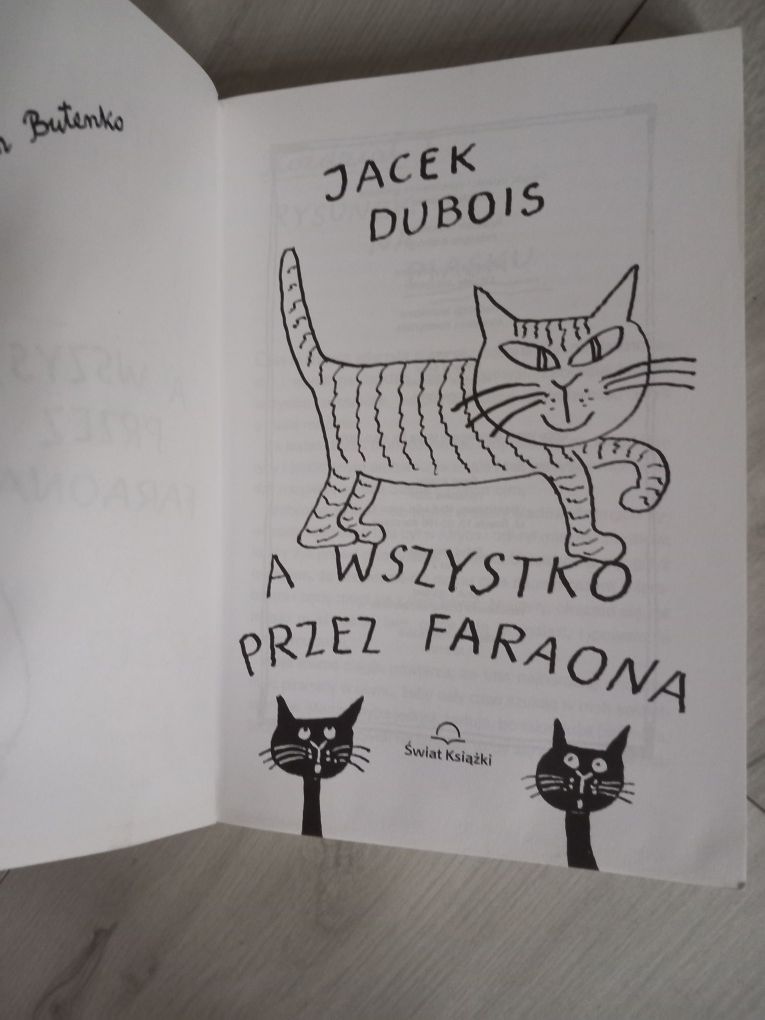 Butenko
JACEK
DUBOIS
A WSZYSTKO
PRZEZ FARAONA
Świat Książki